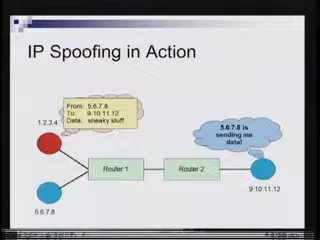 IP Spoofing in Action
From: 5.6.7.8
To: 9.10.11.12
Data: sneaky stuff
1.2.3.4
5.6.7.8 is
sending me
data!
Router 1
Router 2
9.10.11.12
5.6.7.8